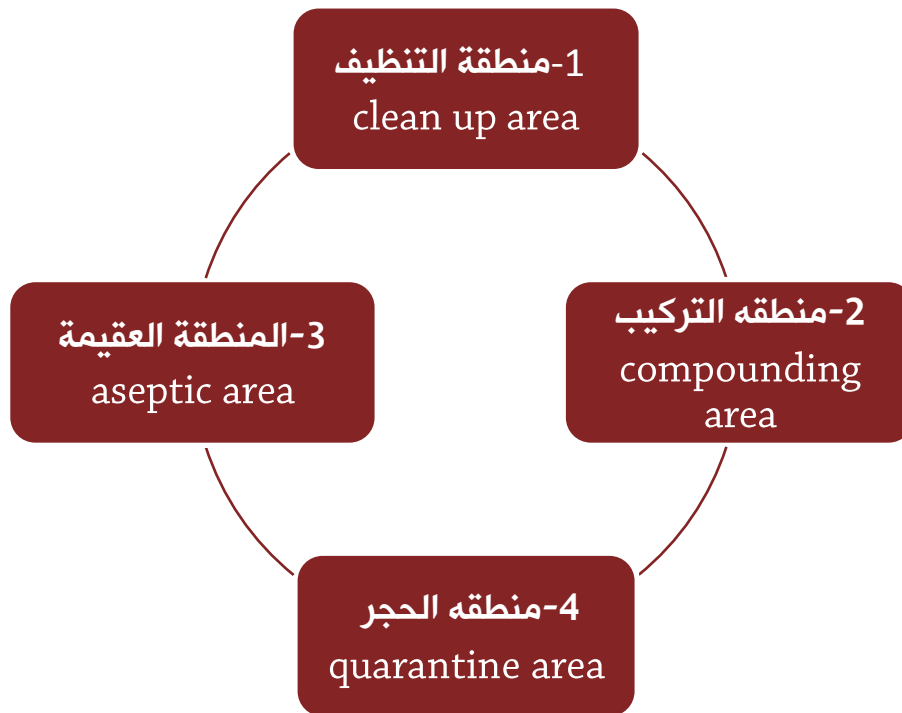 1-منطقة التنظيف
clean up area
2-منطقه التركيب
compounding
area
3-المنطقة العقيمة
aseptic area
4-منطقه الحجر
quarantine area